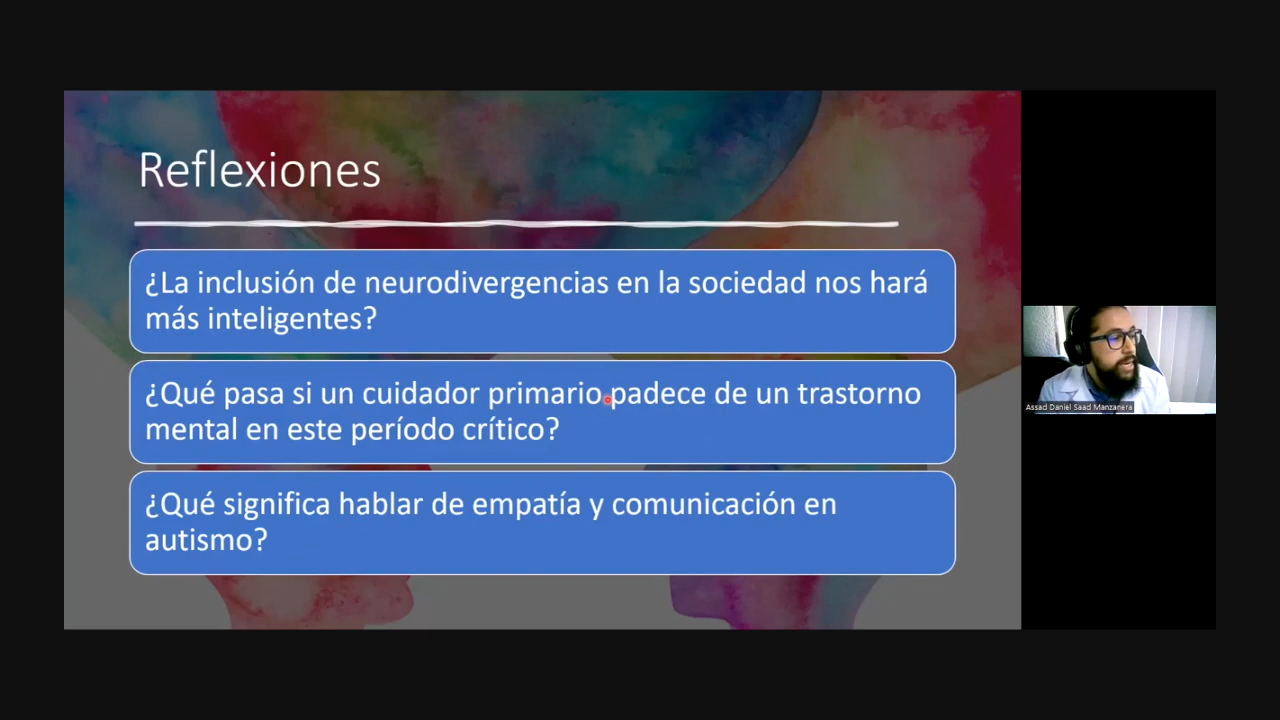 Reflexiones
¿La inclusión de neurodivergencias en la sociedad nos hará
más inteligentes?
¿Qué pasa si un cuidador primario padece de un trastorno
mental en este período crítico?
¿Qué significa hablar de empatía y comunicación en
autismo?
Assad Daniel Saad Manzanera